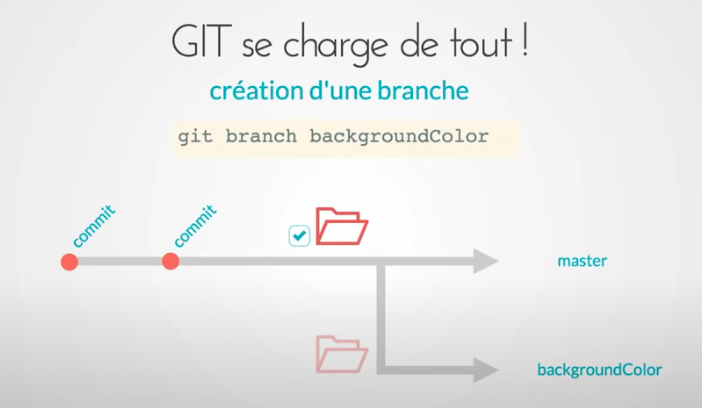 GIT se charge de tout !
création d'une branche
git branch backgroundColor
commit
commit
master
backgroundColor